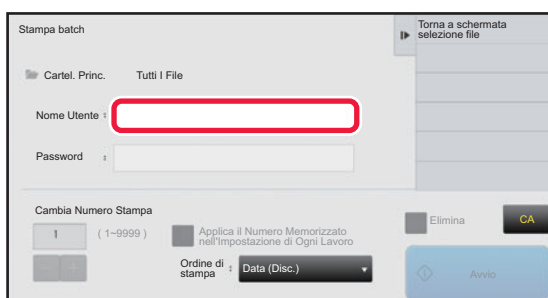 Stampa batch
Torna a schermata
selezione file
Cartel. Princ. Tutti I File
Nome Utente :
Password :
Cambia Numero Stampa
1 ( 1~9999 )
Applica il Numero Memorizzato
nell'Impostazione di Ogni Lavoro
Elimina
CA
Ordine di
stampa : Data (Disc.)
Avvio